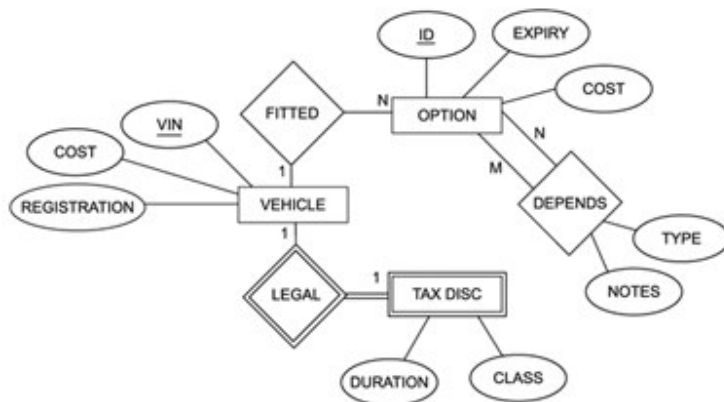 ID
EXPIRY
COST
FITTED
N
OPTION
VIN
N
COST
M
1
REGISTRATION
VEHICLE
DEPENDS
1
TYPE
1
LEGAL
TAX DISC
NOTES
DURATION
CLASS